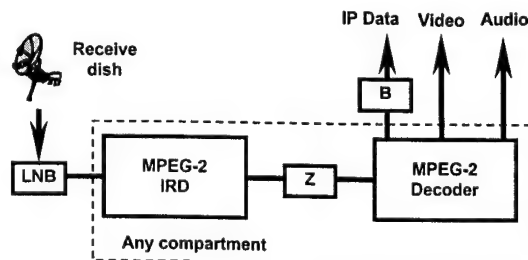 IP Data Video Audio
Receive
dish
B
LNB
MPEG-2
IRD
Z
MPEG-2
Decoder
Any compartment